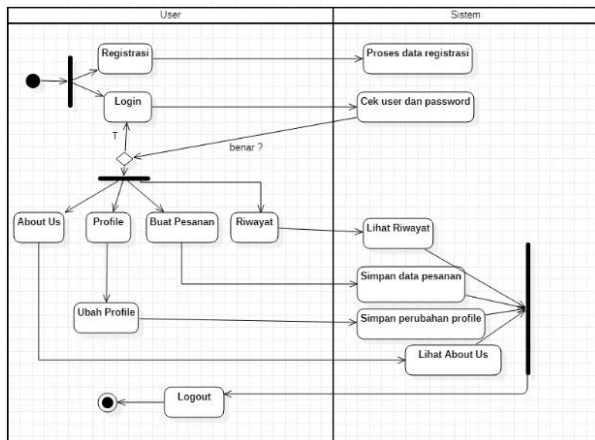 User
Sistem
Registrasi
Proses data registrasi
Login
Cek user dan password
T
benar ?
About Us
Profile
Buat Pesanan
Riwayat
Lihat Riwayat
Simpan data pesanan
Ubah Profile
Simpan perubahan profile
Lihat About Us
Logout